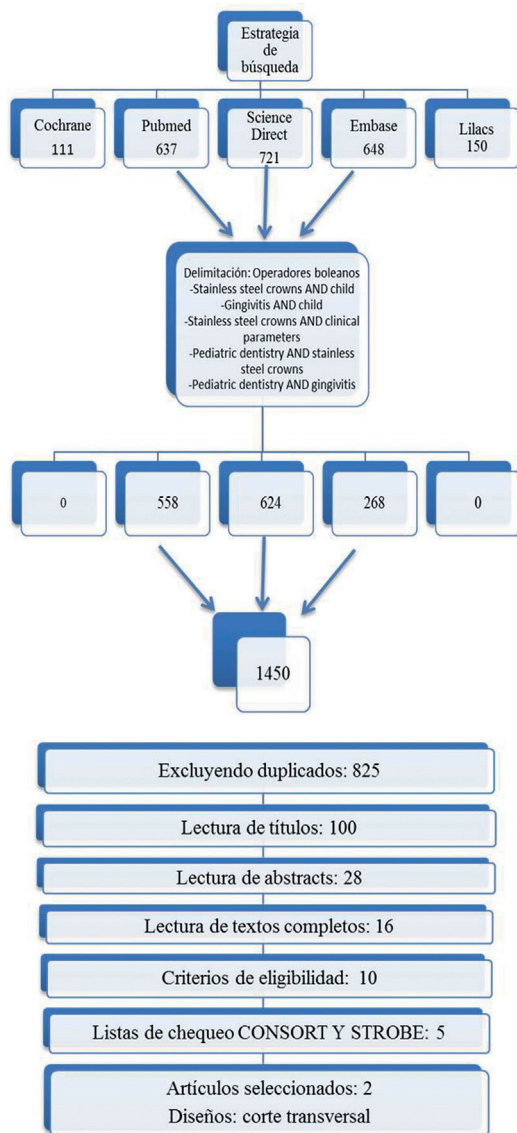 Estrategia
de
búsqueda
Cochrane
111
Pubmed
637
Science
Direct
721
Embase
648
Lilacs
150
Delimitación: Operadores boleanos
-Stainless steel crowns AND child
-Gingivitis AND child
-Stainless steel crowns AND clinical
parameters
-Pediatric dentistry AND stainless
steel crowns
-Pediatric dentistry AND gingivitis
0
558
624
268
0
1450
Excluyendo duplicados: 825
Lectura de títulos: 100
Lectura de abstracts: 28
Lectura de textos completos: 16
Criterios de eligibilidad: 10
Listas de chequeo CONSORT Y STROBE: 5
Artículos seleccionados: 2
Diseños: corte transversal